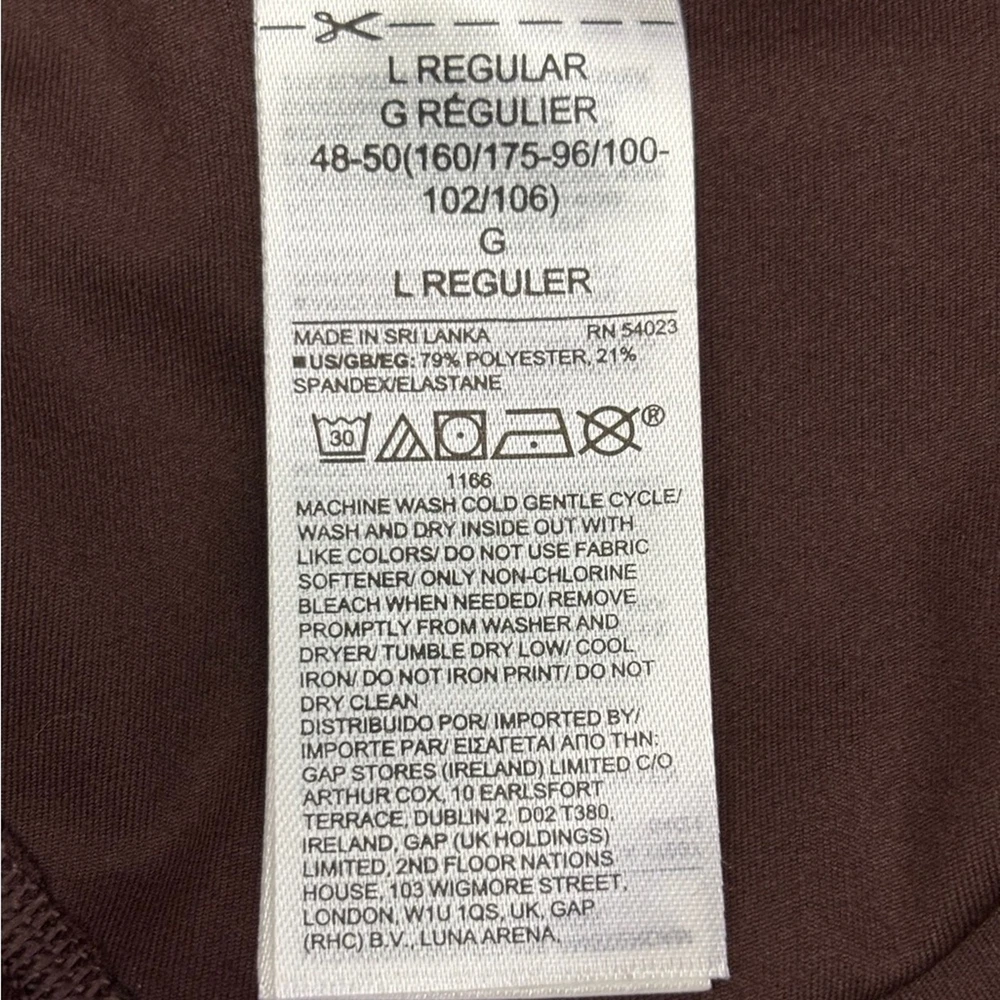 L REGULAR
G RÉGULIER
48-50(160/175-96/100-
102/106)
G
L REGULER
MADE IN SRI LANKA RN 54023
■US/GB/EG: 79% POLYESTER, 21%
SPANDEX/ELASTANE
30 ®
1166
MACHINE WASH COLD GENTLE CYCLE/
WASH AND DRY INSIDE OUT WITH
LIKE COLORS/ DO NOT USE FABRIC
SOFTENER/ ONLY NON-CHLORINE
BLEACH WHEN NEEDED/ REMOVE
PROMPTLY FROM WASHER AND
DRYER/ TUMBLE DRY LOW/ COOL
IRON/ DO NOT IRON PRINT/ DO NOT
DRY CLEAN
DISTRIBUIDO POR/ IMPORTED BY/
IMPORTE PAR/ ΕΙΣΑΓΕΤΑΙ ΑΠΟ ΤΗΝ:
GAP STORES (IRELAND) LIMITED C/O
ARTHUR COX, 10 EARLSFORT
TERRACE, DUBLIN 2, D02 T380,
IRELAND, GAP (UK HOLDINGS)
LIMITED, 2ND FLOOR NATIONS
HOUSE, 103 WIGMORE STREET,
LONDON, W1U 1QS, UK, GAP
(RHC) B.V., LUNA ARENA,